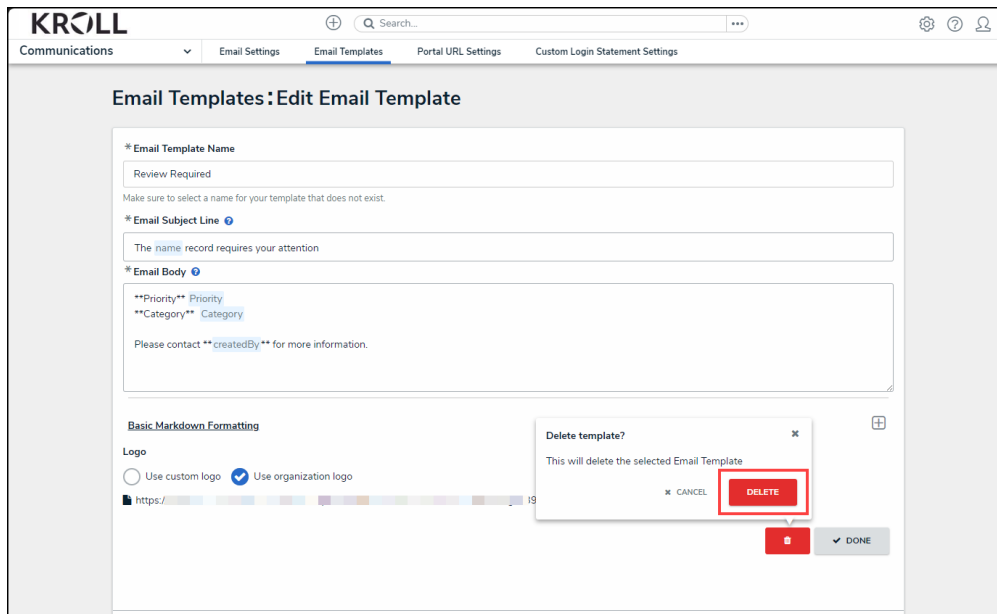 KROLL
Search...
Communications
Email Settings
Email Templates
Portal URL Settings
Custom Login Statement Settings
Email Templates:Edit Email Template
*Email Template Name
Review Required
Make sure to select a name for your template that does not exist.
*Email Subject Line
The name record requires your attention
*Email Body
**Priority** Priority
**Category** Category
Please contact **createdBy** for more information.
Basic Markdown Formatting
Logo
Use custom logo Use organization logo
https:/
Delete template?
This will delete the selected Email Template
CANCEL
DELETE
DONE